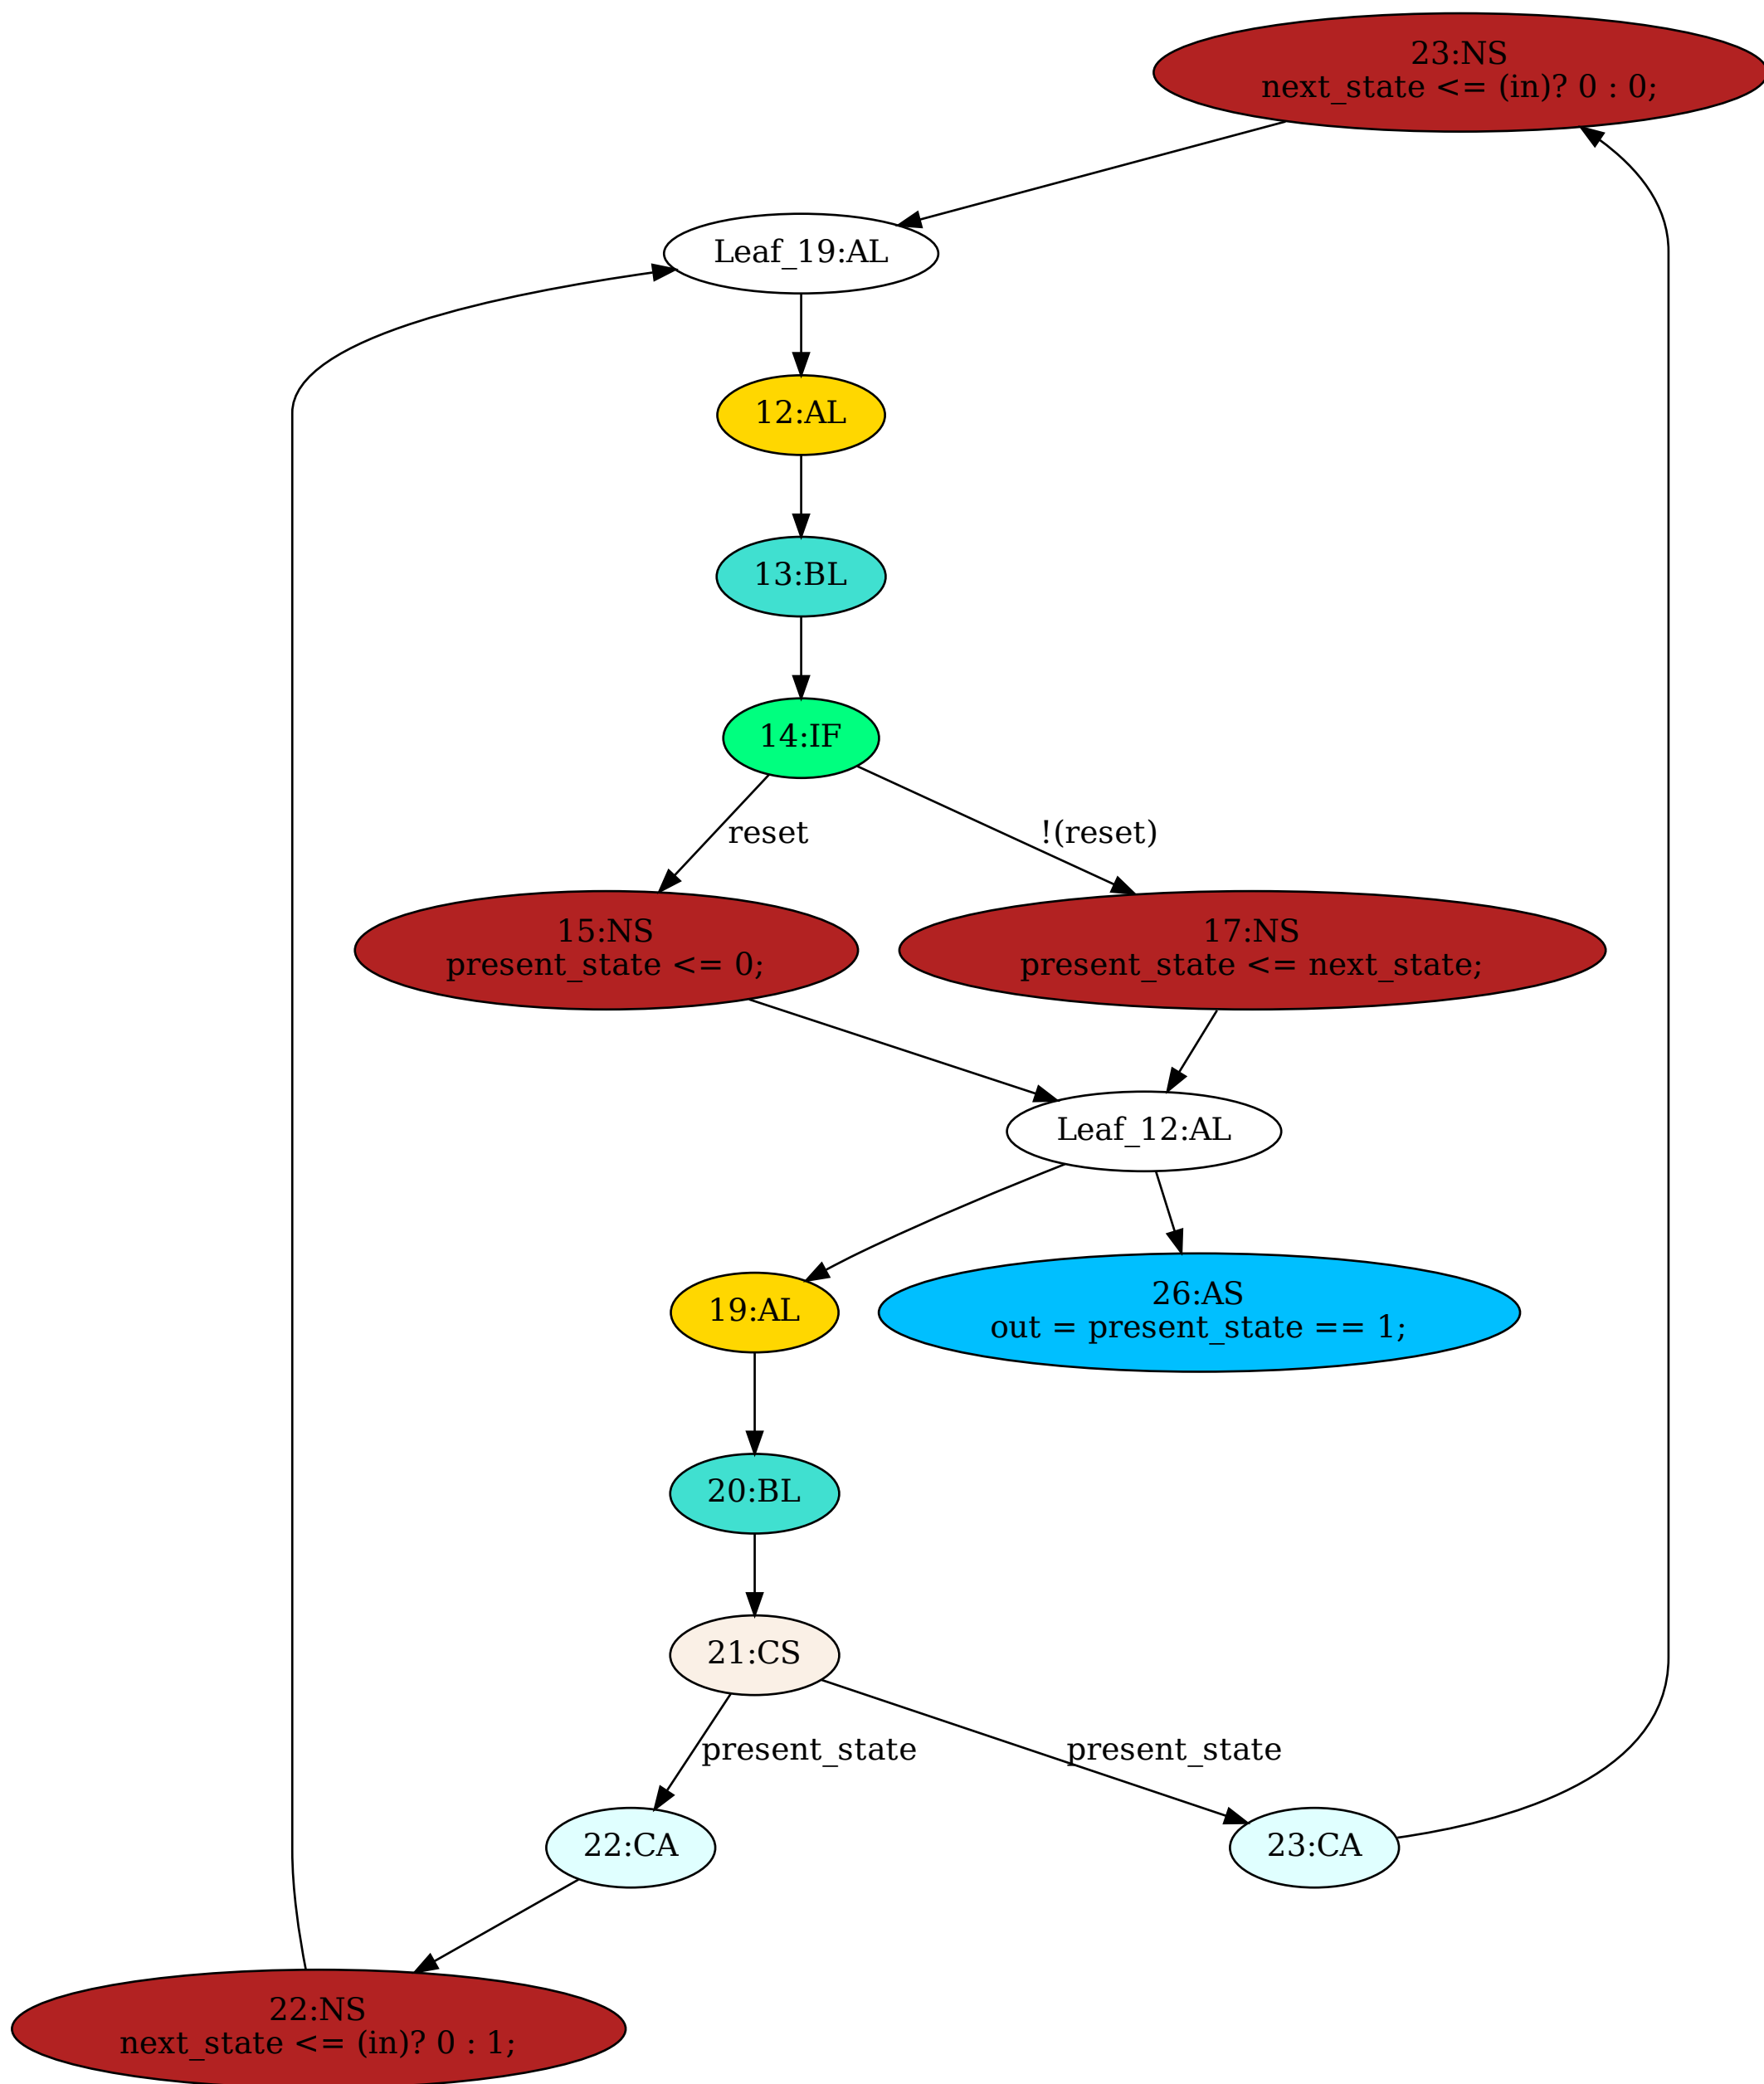 23:NS
next_state <= (in)? 0 : 0;
Leaf_19:AL
12:AL
13:BL
14:IF
reset
!(reset)
15:NS
present_state <= 0;
17:NS
present_state <= next_state;
Leaf_12:AL
19:AL
26:AS
out = present_state == 1;
20:BL
21:CS
present_state
present_state
22:CA
23:CA
22:NS
next_state <= (in)? 0 : 1;